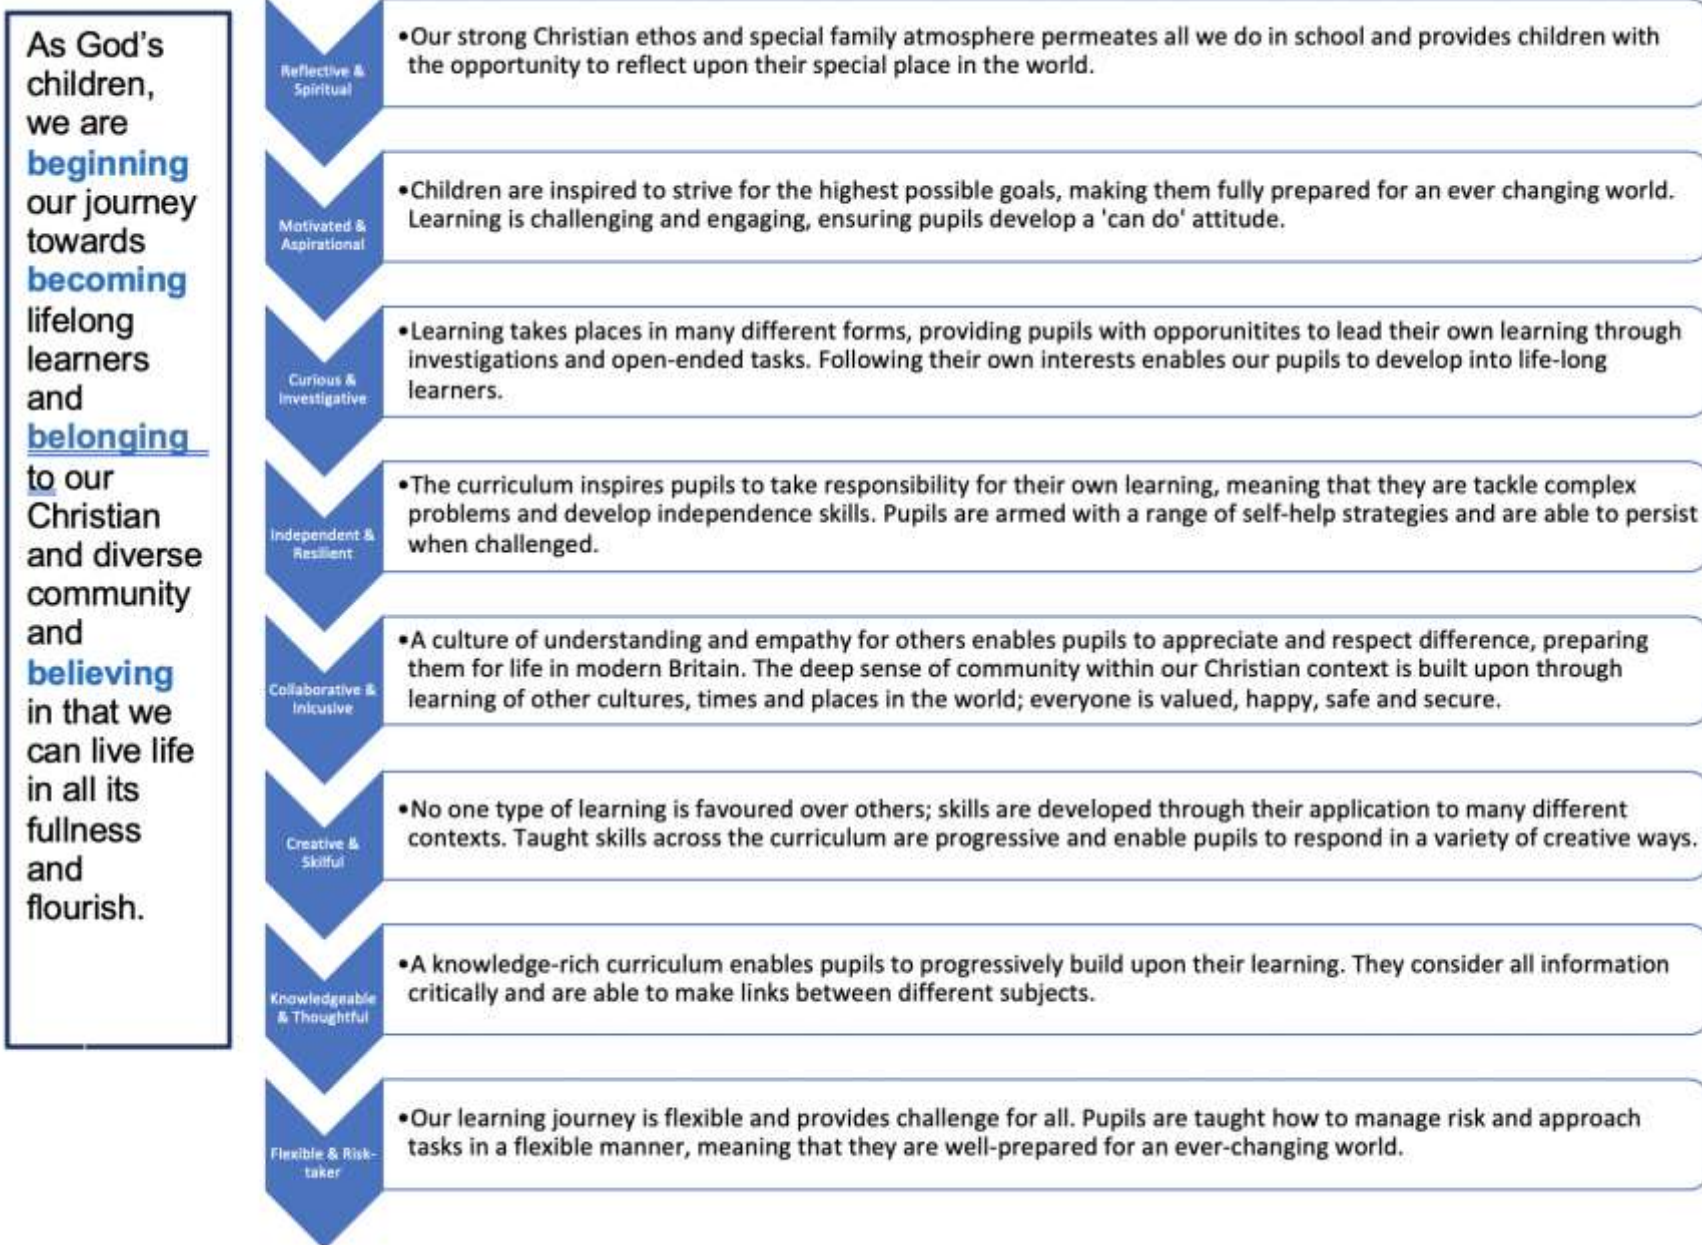 As God's
children,
we are
beginning
our journey
towards
becoming
lifelong
learners
and
belonging
to our
Christian
and diverse
community
and
believing
in that we
can live life
in all its
fullness
and
flourish.
Reflective &
Spiritual
•Our strong Christian ethos and special family atmosphere permeates all we do in school and provides children with
the opportunity to reflect upon their special place in the world.
Motivated &
Aspirational
•Children are inspired to strive for the highest possible goals, making them fully prepared for an ever changing world.
Learning is challenging and engaging, ensuring pupils develop a 'can do' attitude.
Curious &
Investigative
•Learning takes places in many different forms, providing pupils with opporunitites to lead their own learning through
investigations and open-ended tasks. Following their own interests enables our pupils to develop into life-long
learners.
Independent &
Resilient
•The curriculum inspires pupils to take responsibility for their own learning, meaning that they are tackle complex
problems and develop independence skills. Pupils are armed with a range of self-help strategies and are able to persist
when challenged.
Collaborative &
Inlcusive
•A culture of understanding and empathy for others enables pupils to appreciate and respect difference, preparing
them for life in modern Britain. The deep sense of community within our Christian context is built upon through
learning of other cultures, times and places in the world; everyone is valued, happy, safe and secure.
Creative &
Skilful
•No one type of learning is favoured over others; skills are developed through their application to many different
contexts. Taught skills across the curriculum are progressive and enable pupils to respond in a variety of creative ways.
Knowledgeable
& Thoughtful
•A knowledge-rich curriculum enables pupils to progressively build upon their learning. They consider all information
critically and are able to make links between different subjects.
Flexible & Risk-
taker
•Our learning journey is flexible and provides challenge for all. Pupils are taught how to manage risk and approach
tasks in a flexible manner, meaning that they are well-prepared for an ever-changing world.